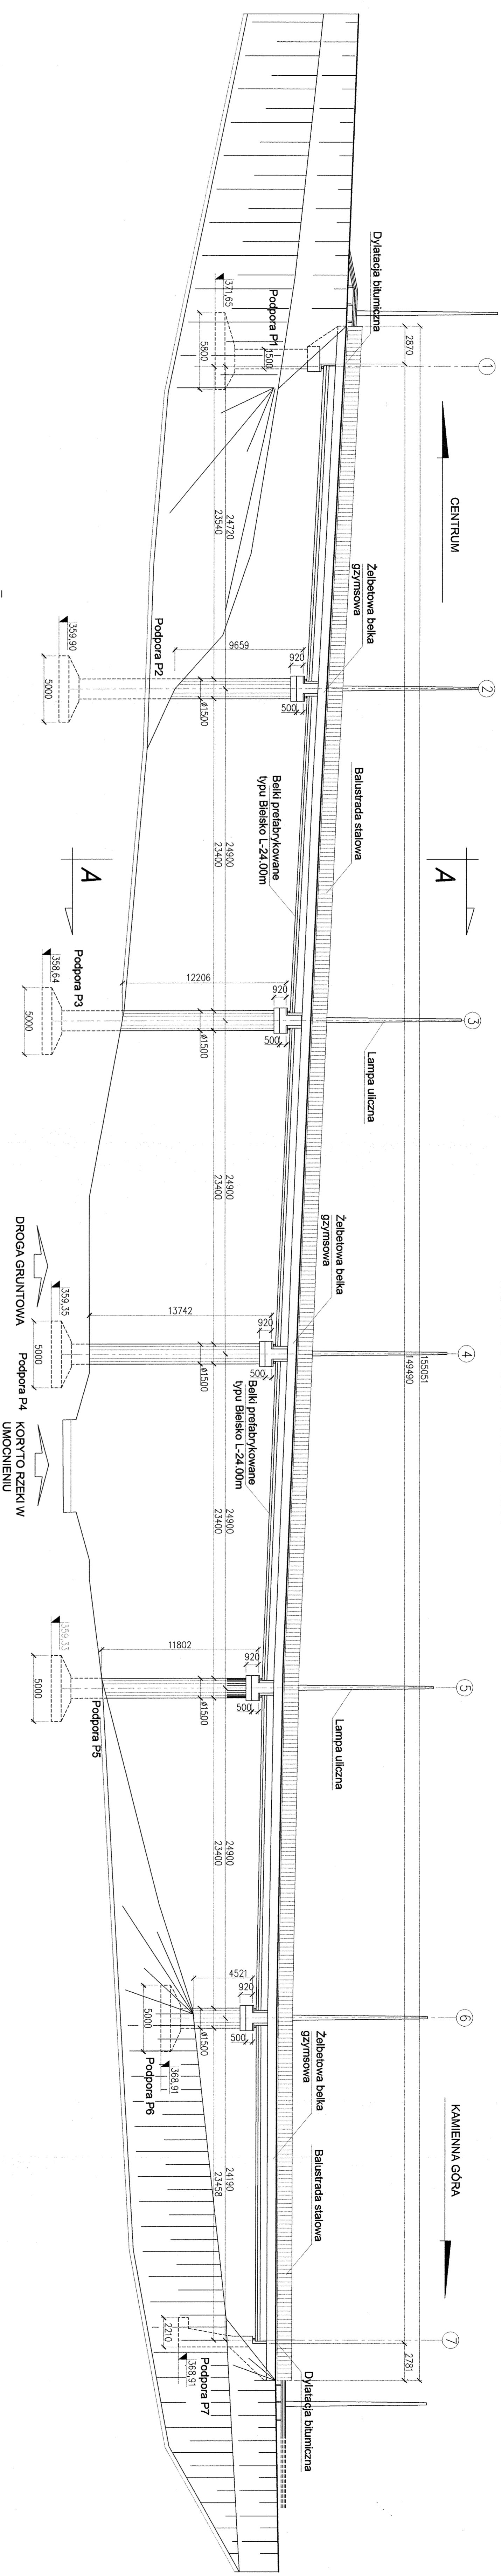 CENTRUM
KAMIENNA GÓRA
1
2
3
4
5
6
7
155051
149490
2870
2781
Dylatacja bitumiczna
Żelbetowa belka
gzymsowa
Balustrada stalowa
Lampa uliczna
Żelbetowa belka
gzymsowa
Lampa uliczna
Żelbetowa belka
gzymsowa
Balustrada stalowa
Dylatacja bitumiczna
Belki prefabrykowane
typu Bielsko L-24.00m
Belki prefabrykowane
typu Bielsko L-24.00m
A
A
Podpora P1
1500
371,65
5800
24720
23540
Podpora P2
9659
920
500
ø1500
359,90
5000
24900
23400
Podpora P3
12206
920
500
ø1500
358,64
5000
24900
23400
DROGA GRUNTOWA
Podpora P4
13742
920
500
ø1500
359,35
5000
24900
23400
KORYTO RZEKI W
UMOCNIENIU
Podpora P5
11802
920
500
ø1500
5000
24900
23400
Podpora P6
4521
920
500
ø1500
368,91
5000
24190
23458
Podpora P7
2210
368,91